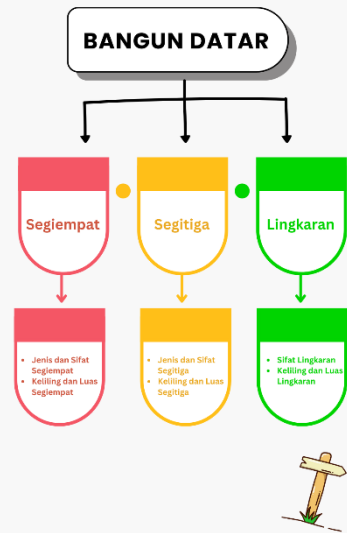 BANGUN DATAR
Segiempat
Segitiga
Lingkaran
• Jenis dan Sifat
Segiempat
• Keliling dan Luas
Segiempat
• Jenis dan Sifat
Segitiga
• Keliling dan Luas
Segitiga
• Sifat Lingkaran
• Keliling dan Luas
Lingkaran